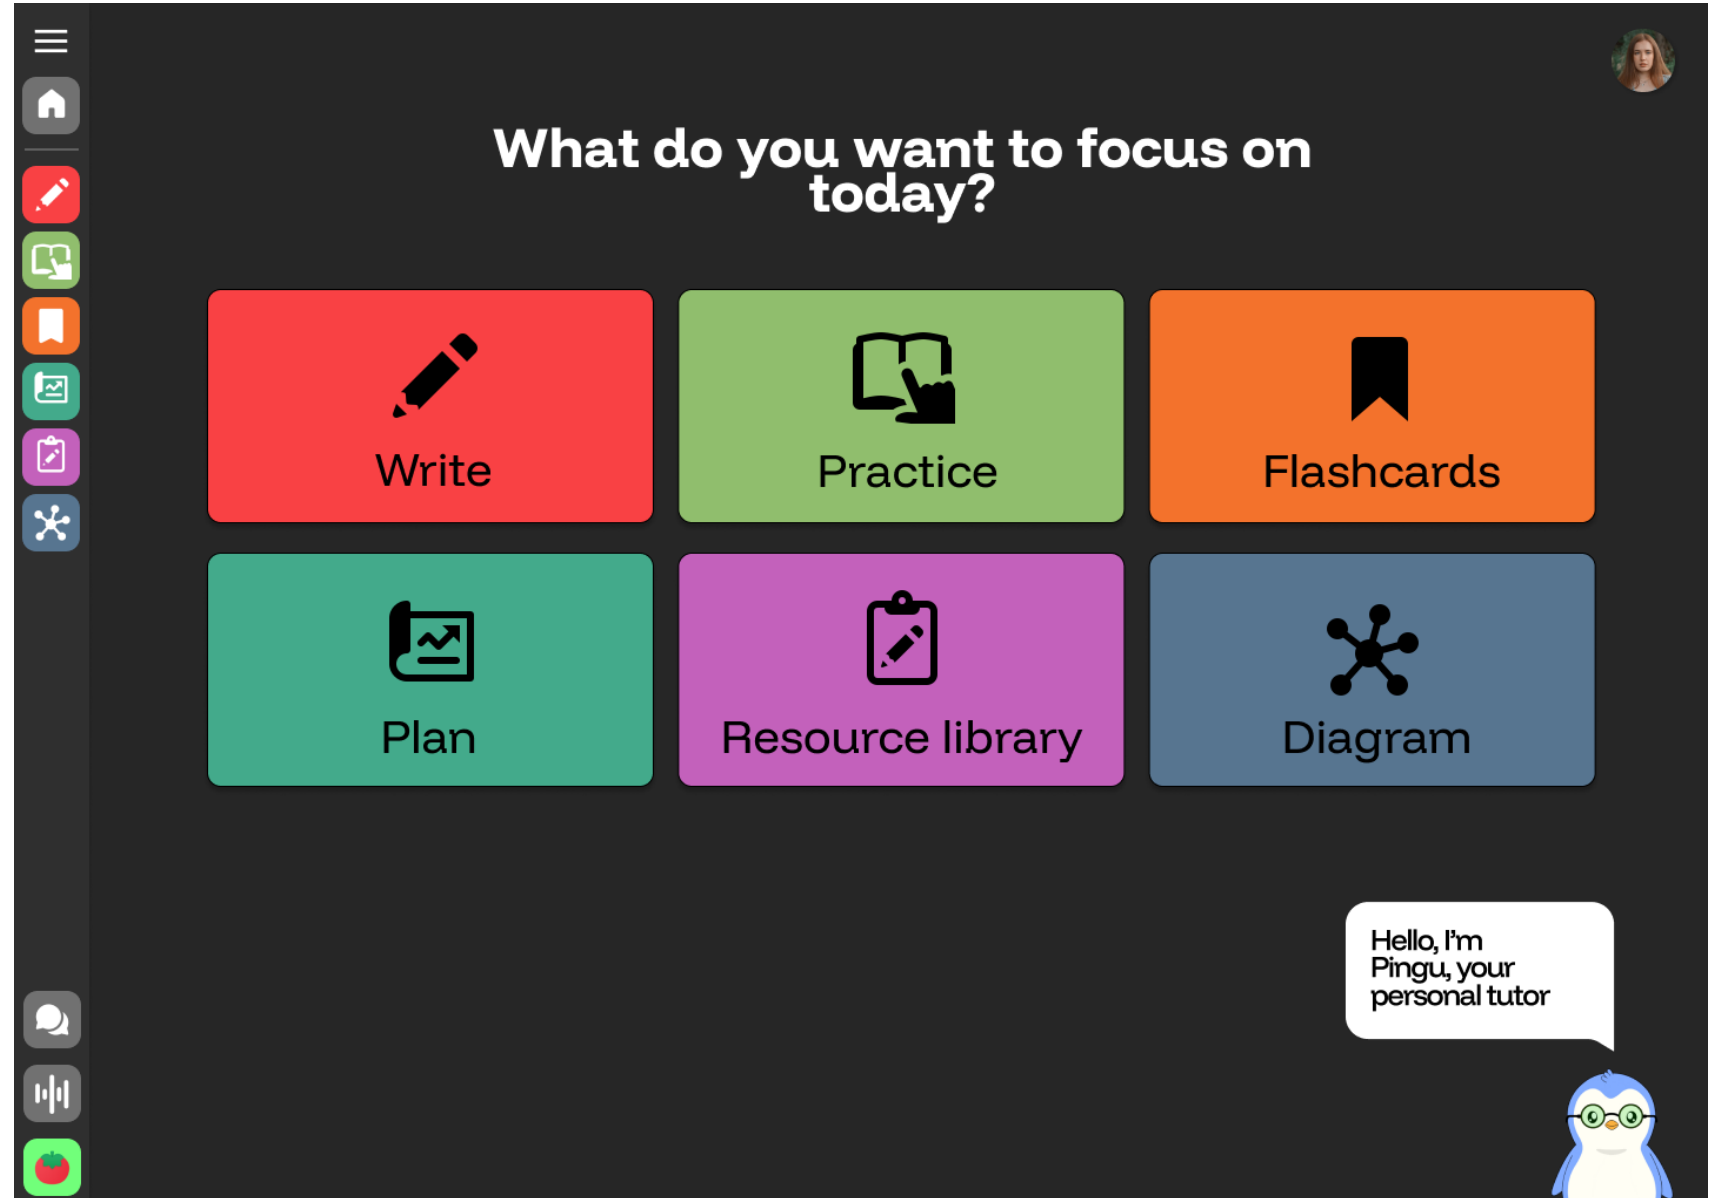 What do you want to focus on
today?
Write
Practice
Flashcards
Plan
Resource library
Diagram
Hello, I'm
Pingu, your
personal tutor